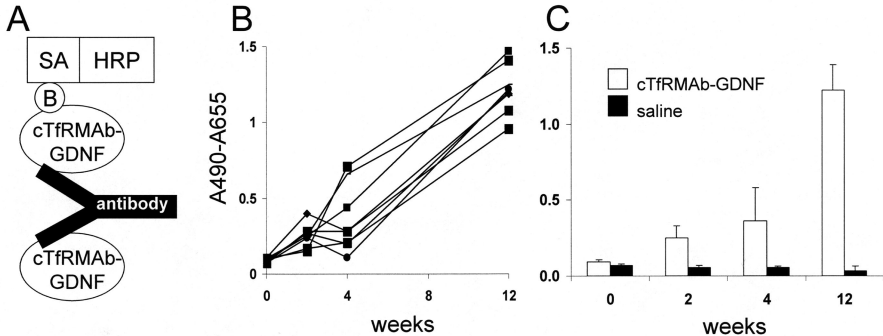 A
SA HRP
B
cTfRMAb-
GDNF
antibody
cTfRMAb-
GDNF
B
A490-A655
1.5
1
0.5
0
0 4 8 12
weeks
C
1.5
1.0
0.5
0.0
cTfRMAb-GDNF
saline
0 2 4 12
weeks